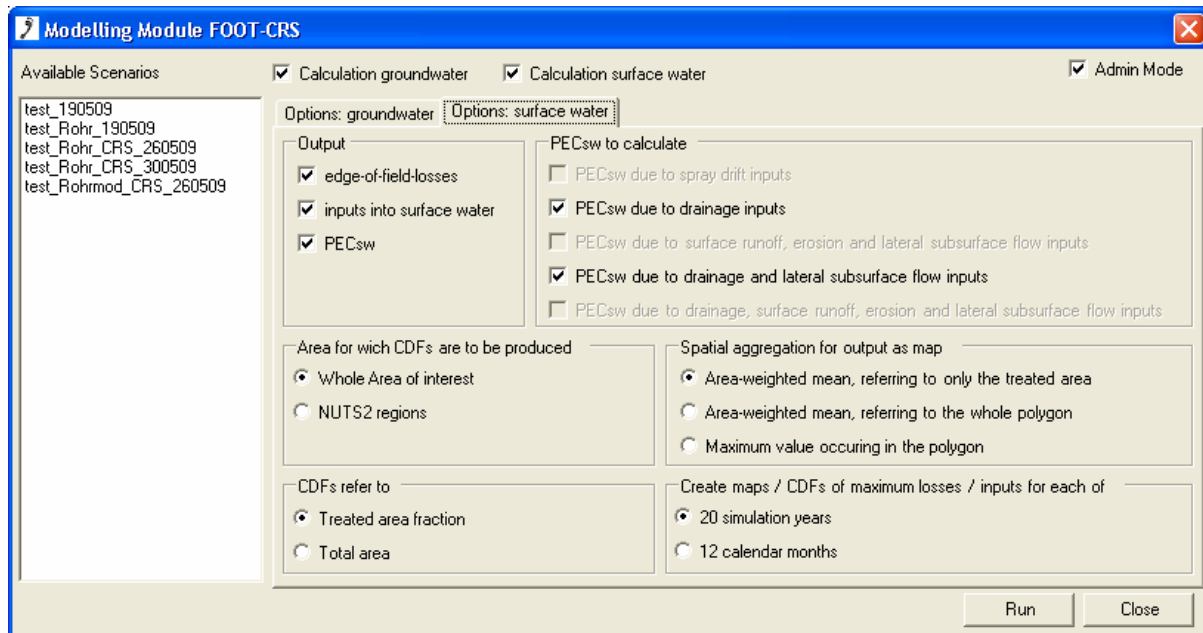 Modelling Module FOOT-CRS
Available Scenarios
Calculation groundwater
Calculation surface water
Admin Mode
test_190509
test_Rohr_190509
test_Rohr_CRS_260509
test_Rohr_CRS_300509
test_Rohrmod_CRS_260509
Options: groundwater
Options: surface water
Output
edge-of-field-losses
inputs into surface water
PECsw
PECsw to calculate
PECsw due to spray drift inputs
PECsw due to drainage inputs
PECsw due to surface runoff, erosion and lateral subsurface flow inputs
PECsw due to drainage and lateral subsurface flow inputs
PECsw due to drainage, surface runoff, erosion and lateral subsurface flow inputs
Area for wich CDFs are to be produced
Whole Area of interest
NUTS2 regions
Spatial aggregation for output as map
Area-weighted mean, referring to only the treated area
Area-weighted mean, referring to the whole polygon
Maximum value occuring in the polygon
CDFs refer to
Treated area fraction
Total area
Create maps / CDFs of maximum losses / inputs for each of
20 simulation years
12 calendar months
Run
Close